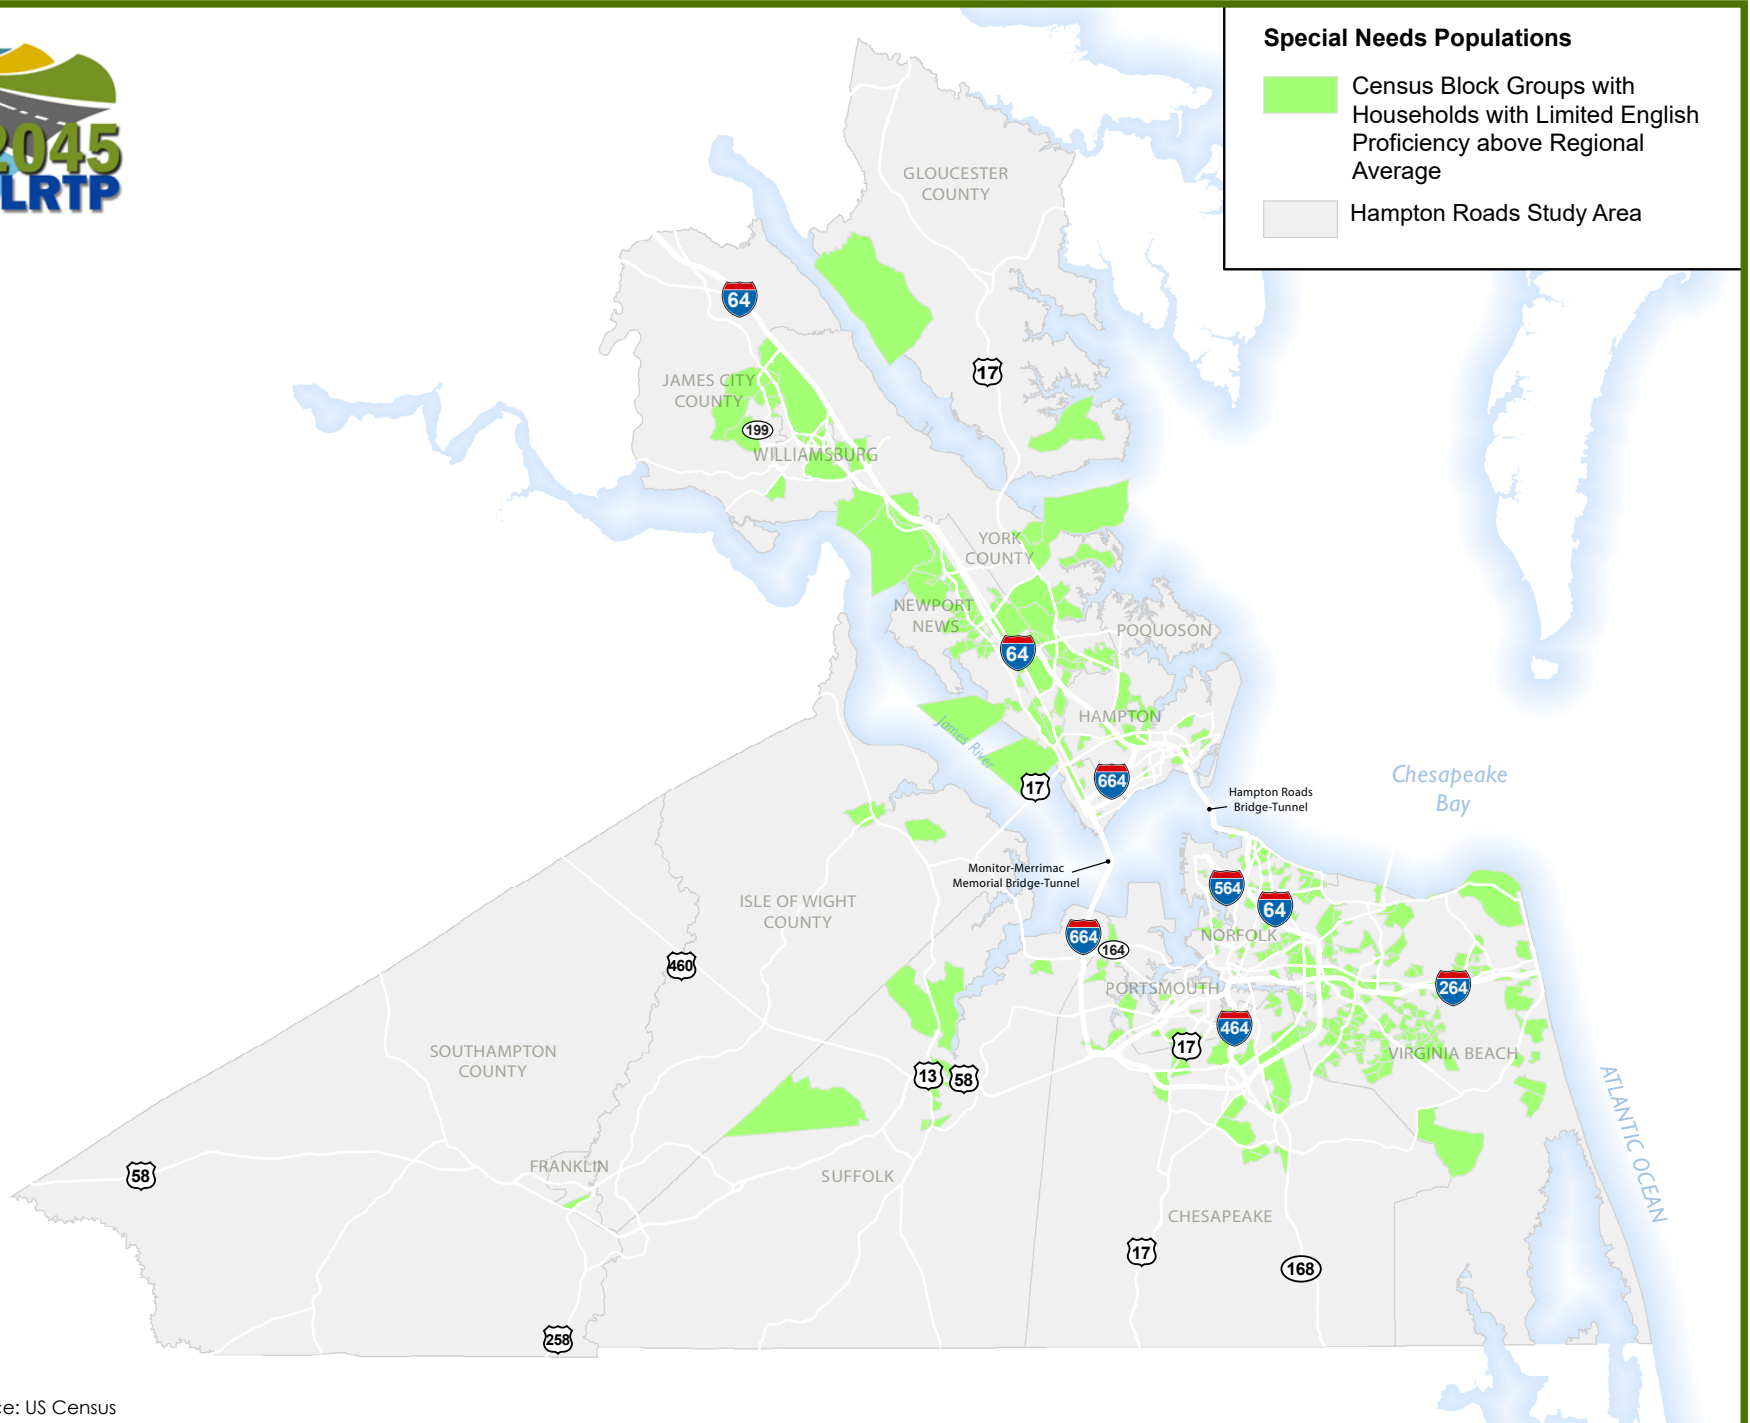 2045
LRTP
Special Needs Populations
Census Block Groups with
Households with Limited English
Proficiency above Regional
Average
Hampton Roads Study Area
GLOUCESTER
COUNTY
64
17
JAMES CITY
COUNTY
199
WILLIAMSBURG
YORK
COUNTY
NEWPORT
NEWS
POQUOSON
64
HAMPTON
James River
664
17
Chesapeake
Bay
Hampton Roads
Bridge-Tunnel
Monitor-Merrimac
Memorial Bridge-Tunnel
564
64
ISLE OF WIGHT
COUNTY
NORFOLK
664
164
460
PORTSMOUTH
264
464
17
SOUTHAMPTON
COUNTY
VIRGINIA BEACH
13
58
ATLANTIC OCEAN
FRANKLIN
58
SUFFOLK
CHESAPEAKE
17
168
258
ce: US Census